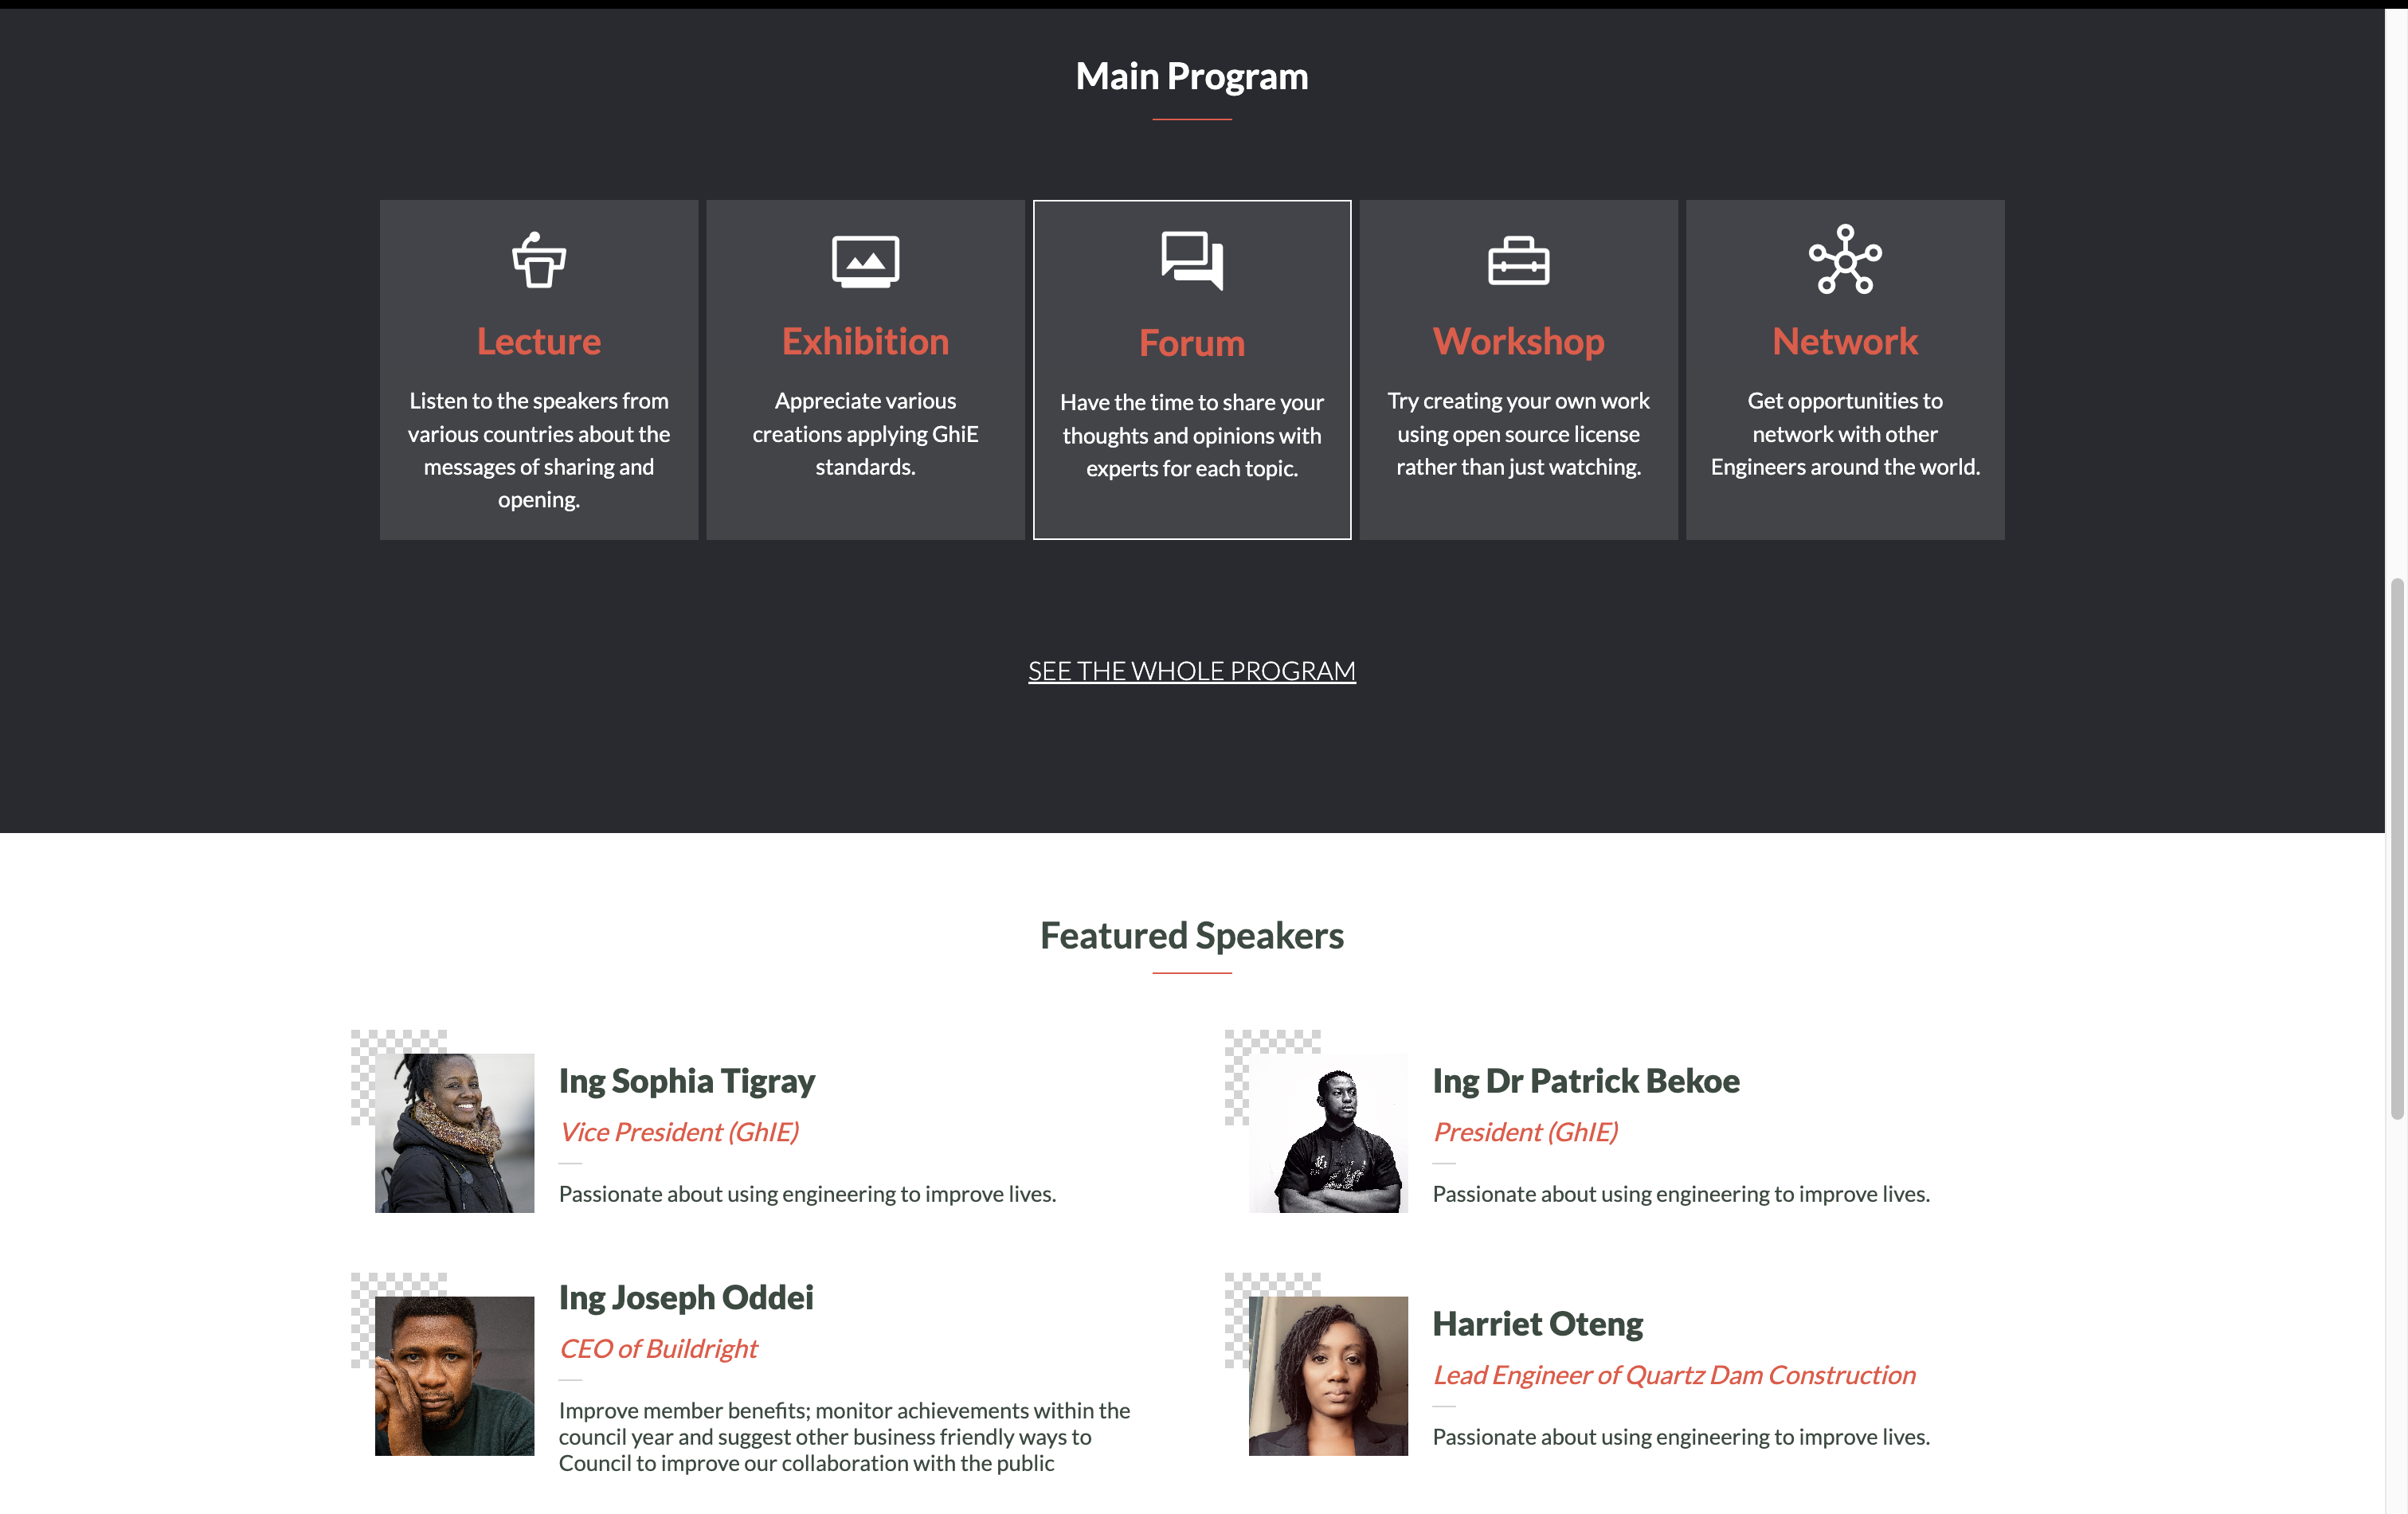 Main Program
Lecture
Listen to the speakers from
various countries about the
messages of sharing and
opening.
Exhibition
Appreciate various
creations applying GhiE
standards.
Forum
Have the time to share your
thoughts and opinions with
experts for each topic.
Workshop
Try creating your own work
using open source license
rather than just watching.
Network
Get opportunities to
network with other
Engineers around the world.
SEE THE WHOLE PROGRAM
Featured Speakers
Ing Sophia Tigray
Vice President (GhIE)
Passionate about using engineering to improve lives.
Ing Dr Patrick Bekoe
President (GhIE)
Passionate about using engineering to improve lives.
Ing Joseph Oddei
CEO of Buildright
Improve member benefits; monitor achievements within the
council year and suggest other business friendly ways to
Council to improve our collaboration with the public
Harriet Oteng
Lead Engineer of Quartz Dam Construction
Passionate about using engineering to improve lives.